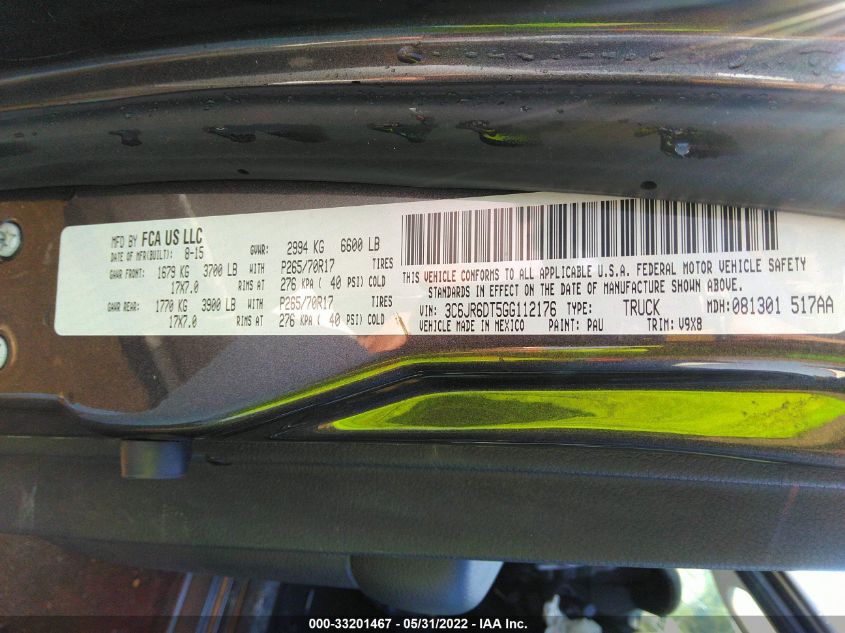 MFD BY FCA US LLC
DATE OF MFR(BUILT): 8-15 GVWR: 2994 KG 6600 LB
GAWR FRONT: 1679 KG 3700 LB WITH P265/70R17 TIRES
17X7.0 RIMS AT 276 KPA ( 40 PSI) COLD
GAWR REAR: 1770 KG 3900 LB WITH P265/70R17 TIRES
17X7.0 RIMS AT 276 KPA ( 40 PSI) COLD
THIS VEHICLE CONFORMS TO ALL APPLICABLE U.S.A. FEDERAL MOTOR VEHICLE SAFETY
STANDARDS IN EFFECT ON THE DATE OF MANUFACTURE SHOWN ABOVE.
VIN: 3C6JR6DT5GG112176 TYPE: TRUCK MDH: 081301 517AA
VEHICLE MADE IN MEXICO PAINT: PAU TRIM: V9X8
000-33201467 - 05/31/2022 - IAA Inc.